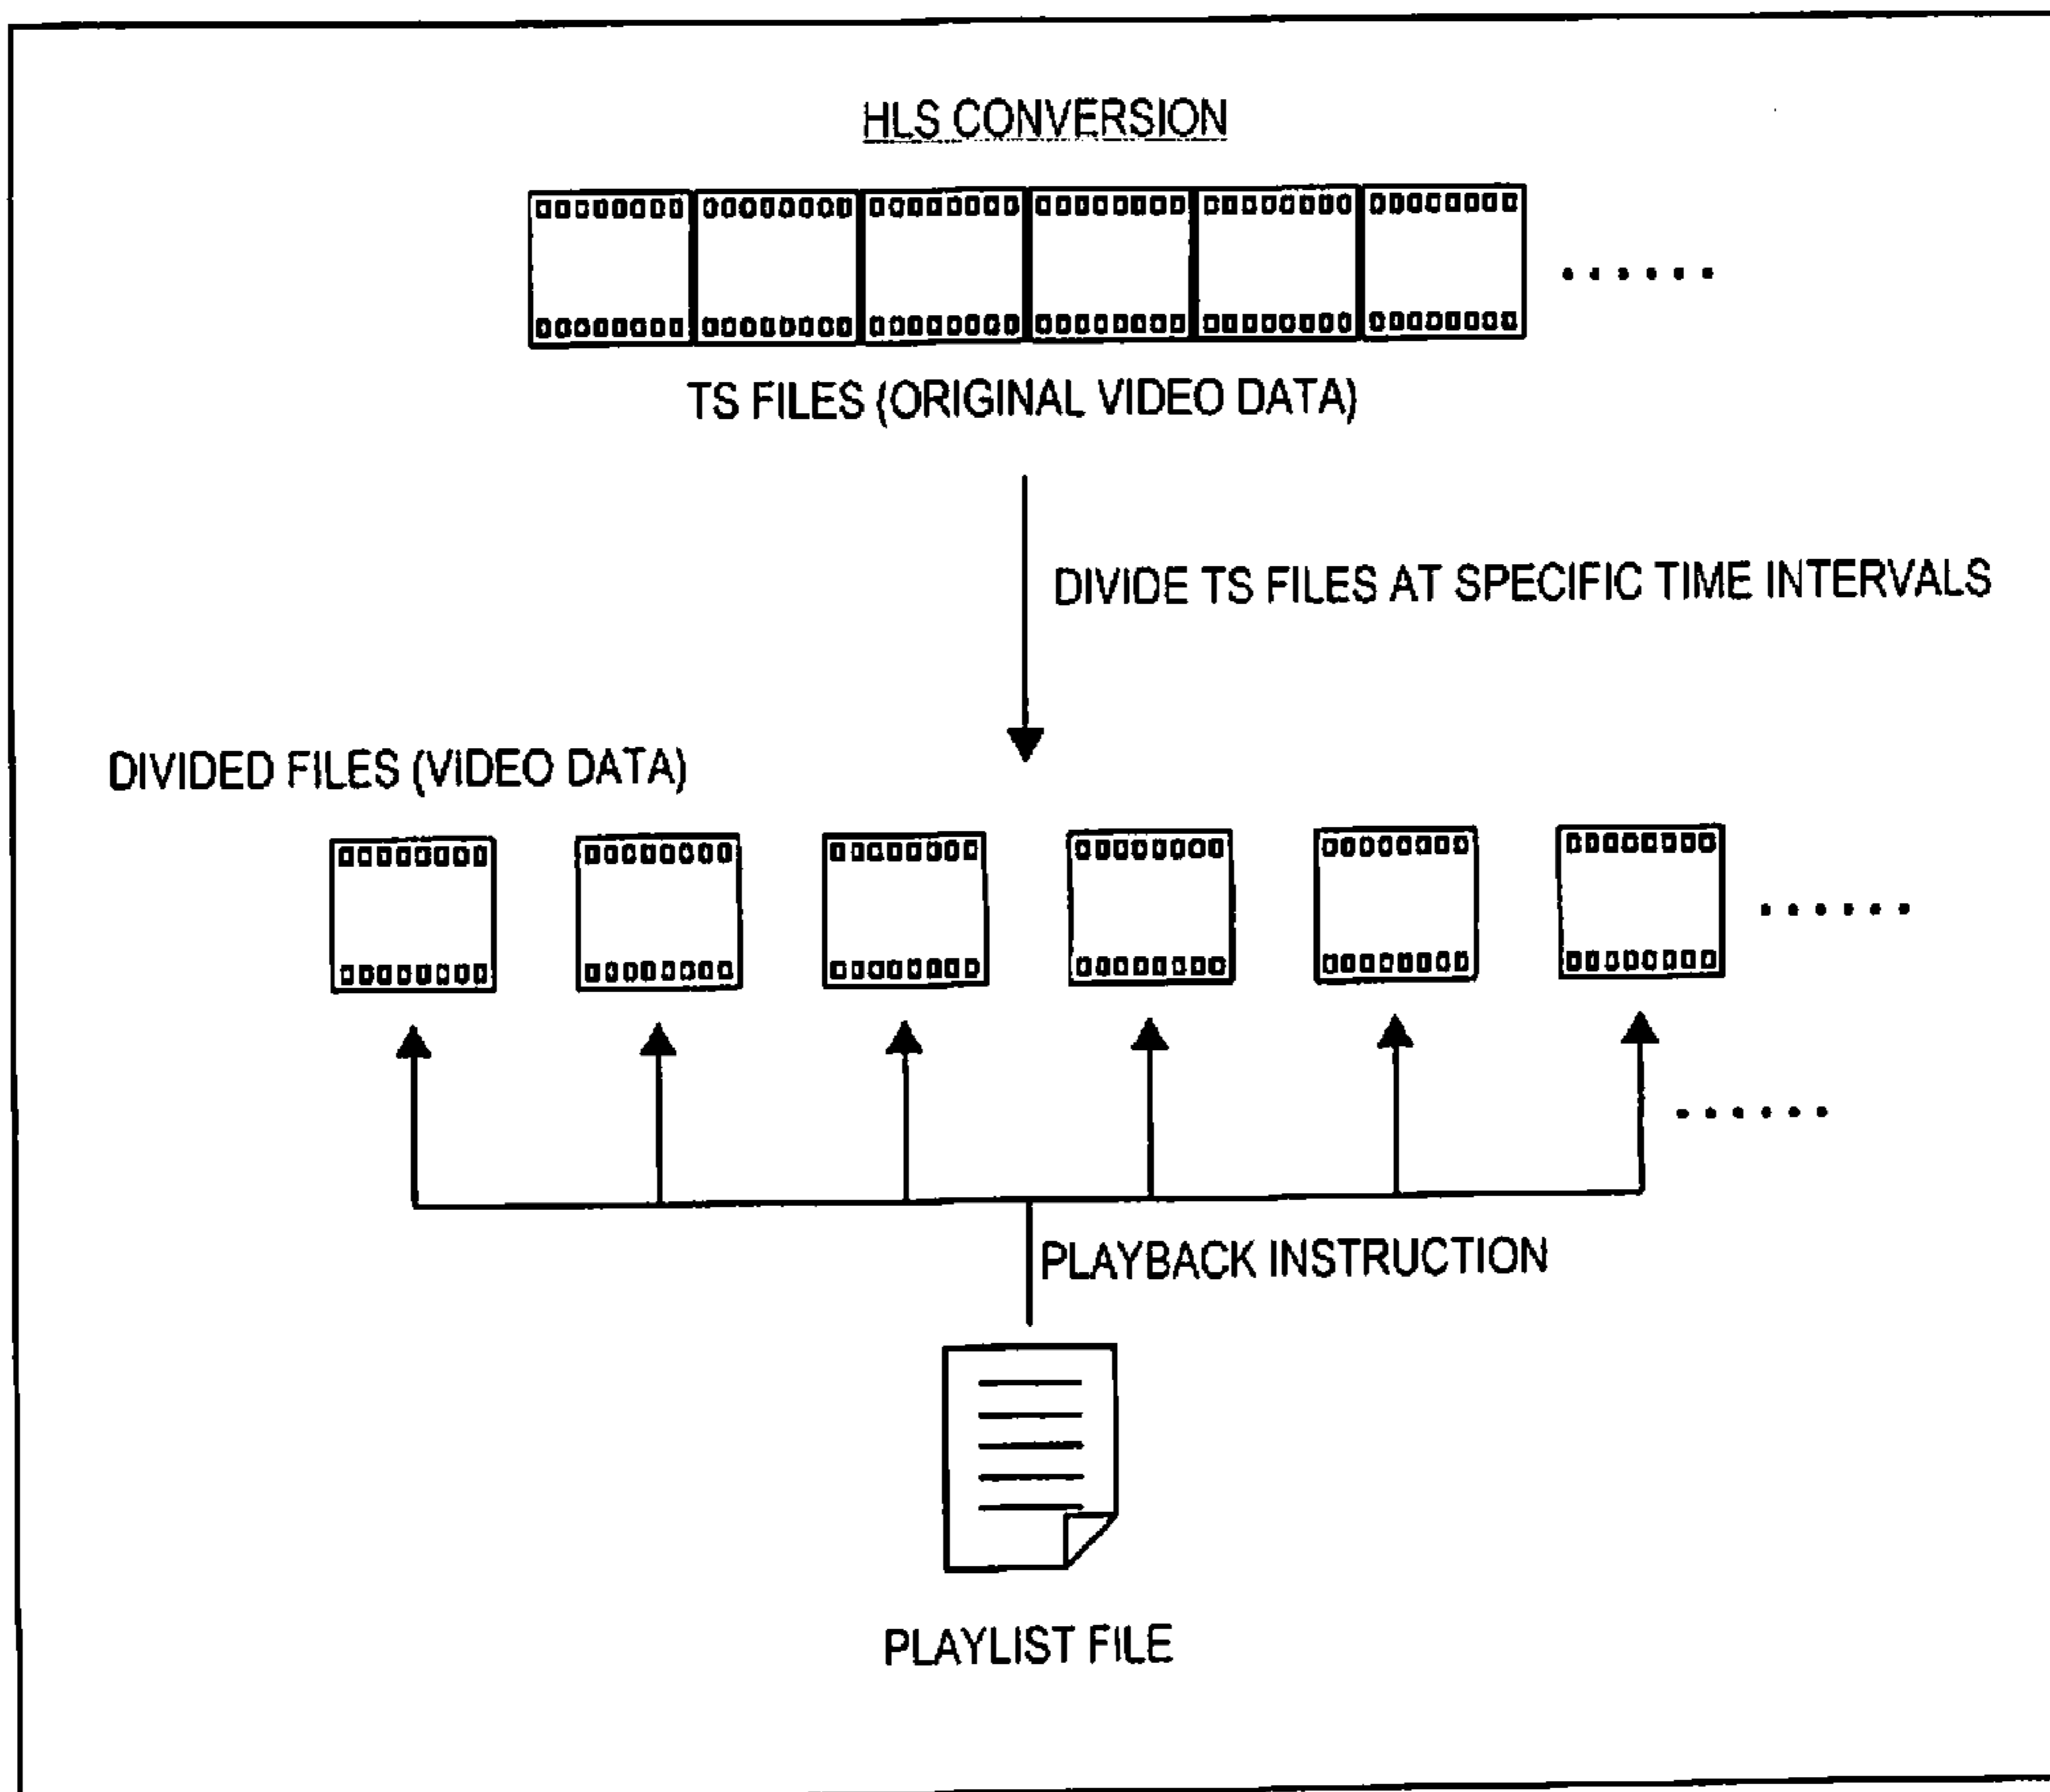 HLS CONVERSION
TS FILES (ORIGINAL VIDEO DATA)
DIVIDE TS FILES AT SPECIFIC TIME INTERVALS
DIVIDED FILES (VIDEO DATA)
PLAYBACK INSTRUCTION
PLAYLIST FILE